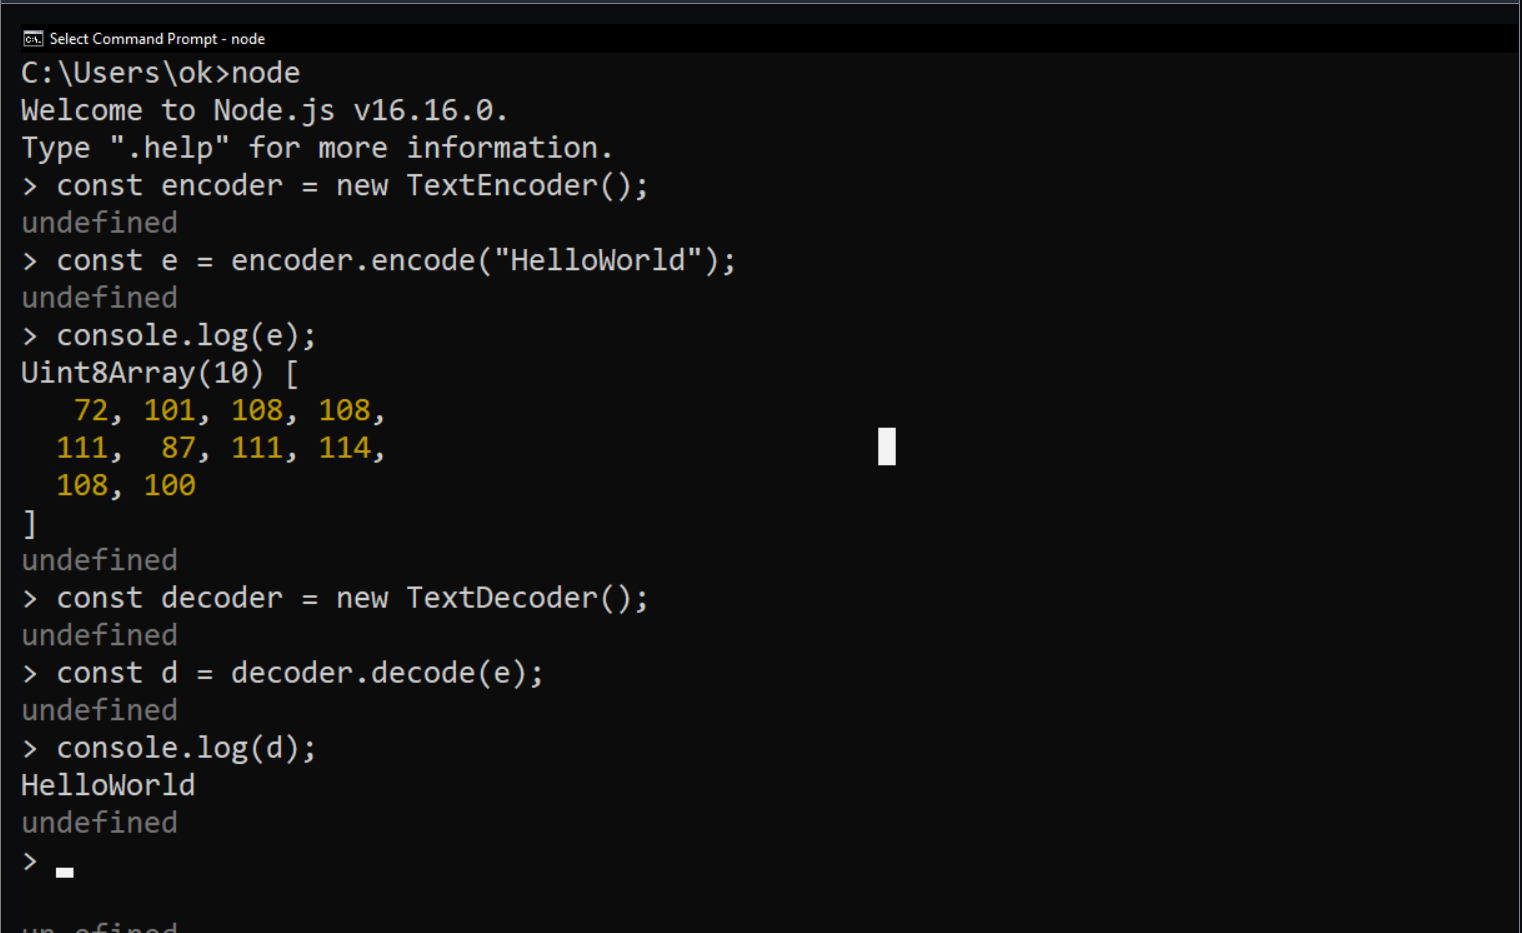 Select Command Prompt - node
C:\Users\ok>node
Welcome to Node.js v16.16.0.
Type ".help" for more information.
> const encoder = new TextEncoder();
undefined
> const e = encoder.encode("HelloWorld");
undefined
> console.log(e);
Uint8Array(10) [
   72, 101, 108, 108,
  111,  87, 111, 114,
  108, 100
]
undefined
> const decoder = new TextDecoder();
undefined
> const d = decoder.decode(e);
undefined
> console.log(d);
HelloWorld
undefined
>